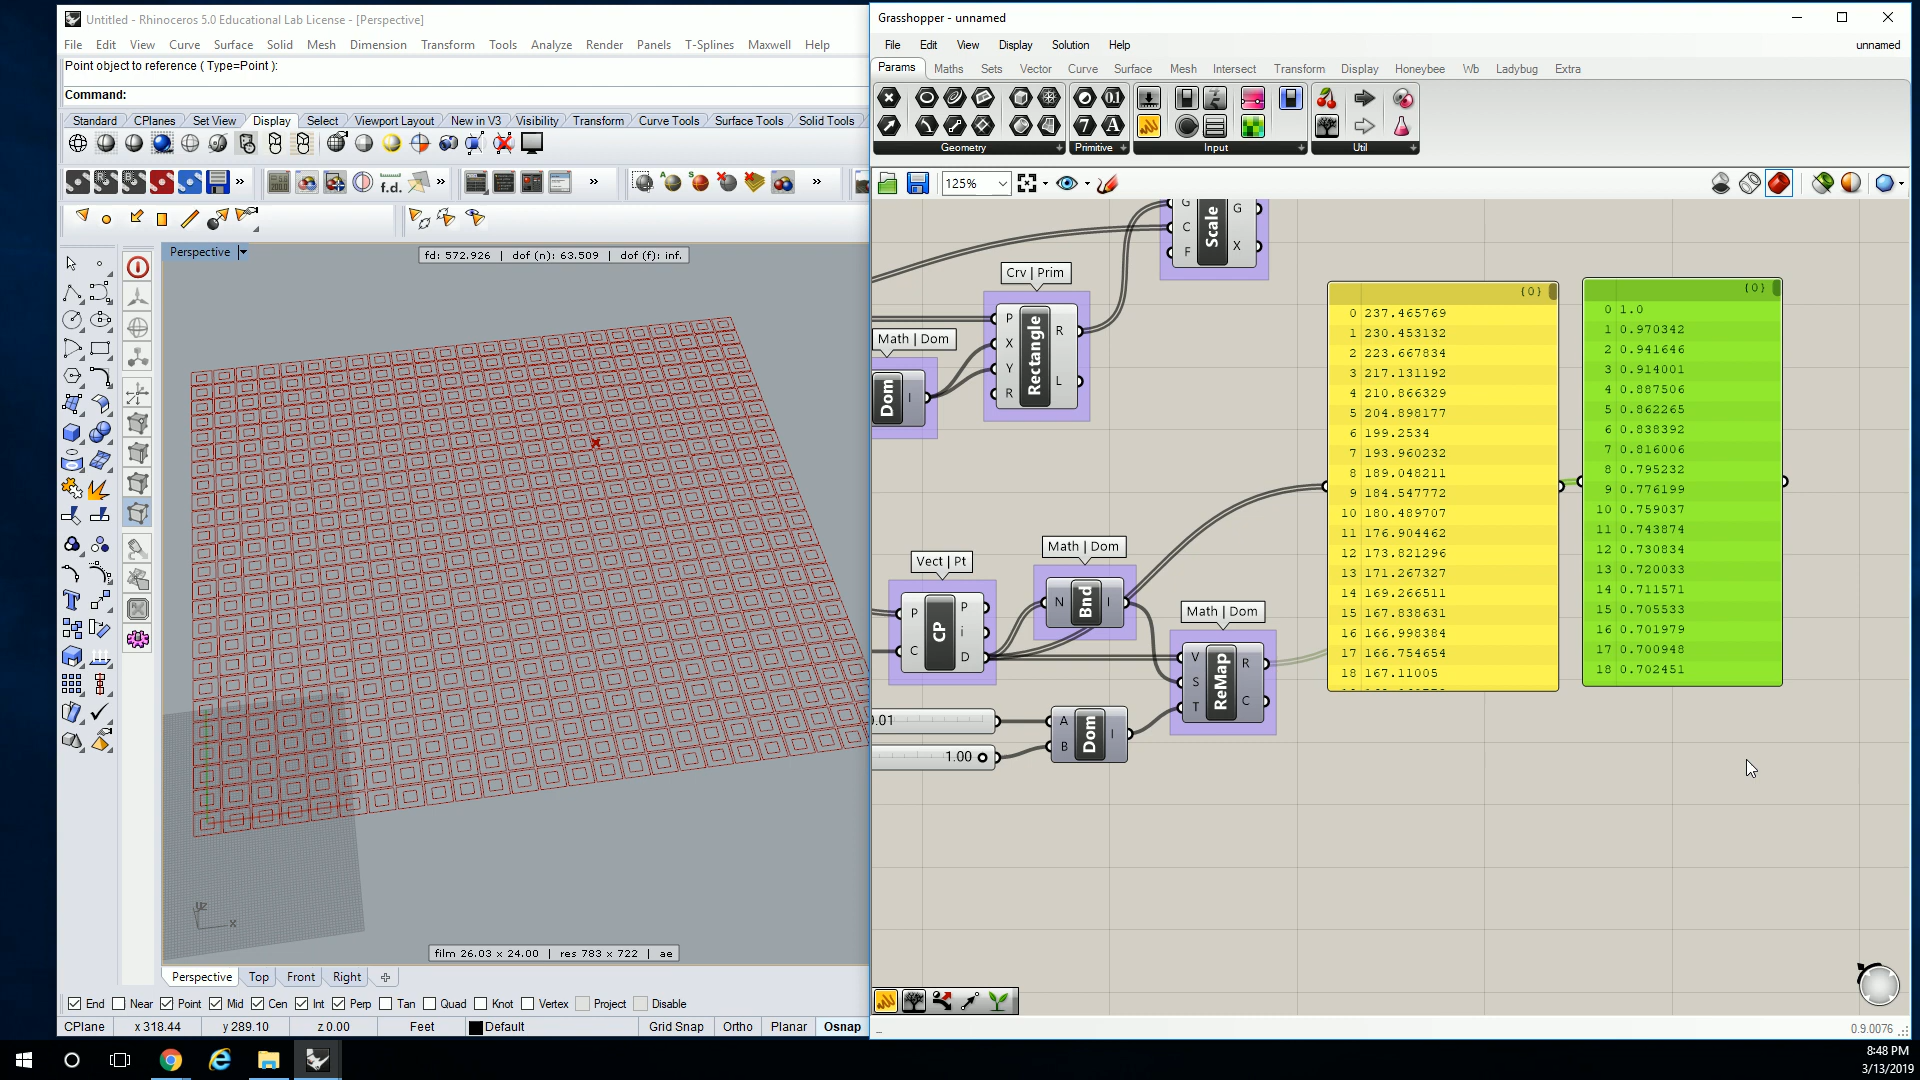 Untitled - Rhinoceros 5.0 Educational Lab License - [Perspective]
File Edit View Curve Surface Solid Mesh Dimension Transform Tools Analyze Render Panels T-Splines Maxwell Help
Point object to reference ( Type=Point ):
Command:
Standard CPlanes Set View Display Select Viewport Layout New in V3 Visibility Transform Curve Tools Surface Tools Solid Tools
f.d.
Perspective
fd: 572.926 | dof (n): 63.509 | dof (f): inf.
film 26.03 x 24.00 | res 783 x 722 | ae
Perspective Top Front Right
End Near Point Mid Cen Int Perp Tan Quad Knot Vertex Project Disable
CPlane x 318.44 y 289.10 z 0.00 Feet Default Grid Snap Ortho Planar Osnap
Grasshopper - unnamed
File Edit View Display Solution Help unnamed
Params Maths Sets Vector Curve Surface Mesh Intersect Transform Display Honeybee Wb Ladybug Extra
Geometry Primitive Input Util
125%
G C F Scale G X
Crv | Prim
P X Y R Rectangle R L
Math | Dom
Dom I
Vect | Pt
P C CP P i D
Math | Dom
N Bnd I
Math | Dom
V S T ReMap R C
0.01
1.00
A B Dom I
{0}
0 237.465769
1 230.453132
2 223.667834
3 217.131192
4 210.866329
5 204.898177
6 199.2534
7 193.960232
8 189.048211
9 184.547772
10 180.489707
11 176.904462
12 173.821296
13 171.267327
14 169.266511
15 167.838631
16 166.998384
17 166.754654
18 167.11005
{0}
0 1.0
1 0.970342
2 0.941646
3 0.914001
4 0.887506
5 0.862265
6 0.838392
7 0.816006
8 0.795232
9 0.776199
10 0.759037
11 0.743874
12 0.730834
13 0.720033
14 0.711571
15 0.705533
16 0.701979
17 0.700948
18 0.702451
0.9.0076
8:48 PM
3/13/2019